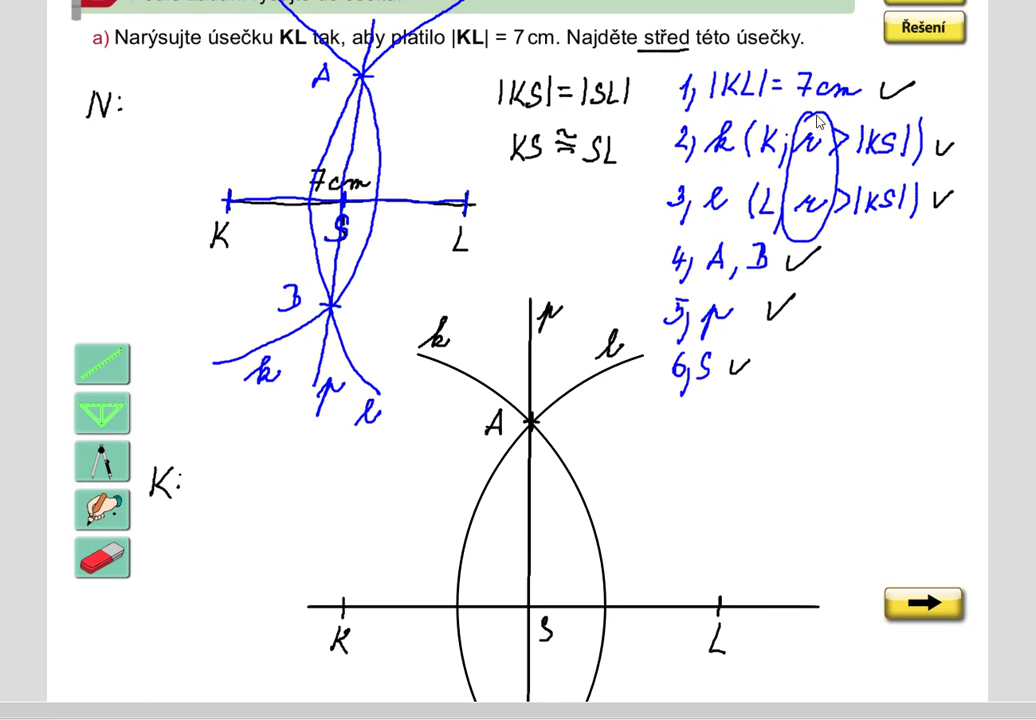 a) Narýsujte úsečku KL tak, aby platilo |KL| = 7 cm. Najděte střed této úsečky.
Řešení
N:
A
7cm
K
S
L
B
k
p
l
|KS| = |SL|
KS ≅ SL
1, |KL| = 7cm ✓
2, k (K; r > |KS|) ✓
3, l (L; r > |KS|) ✓
4, A, B ✓
5, p ✓
6, S ✓
K:
k
p
l
A
K
S
L